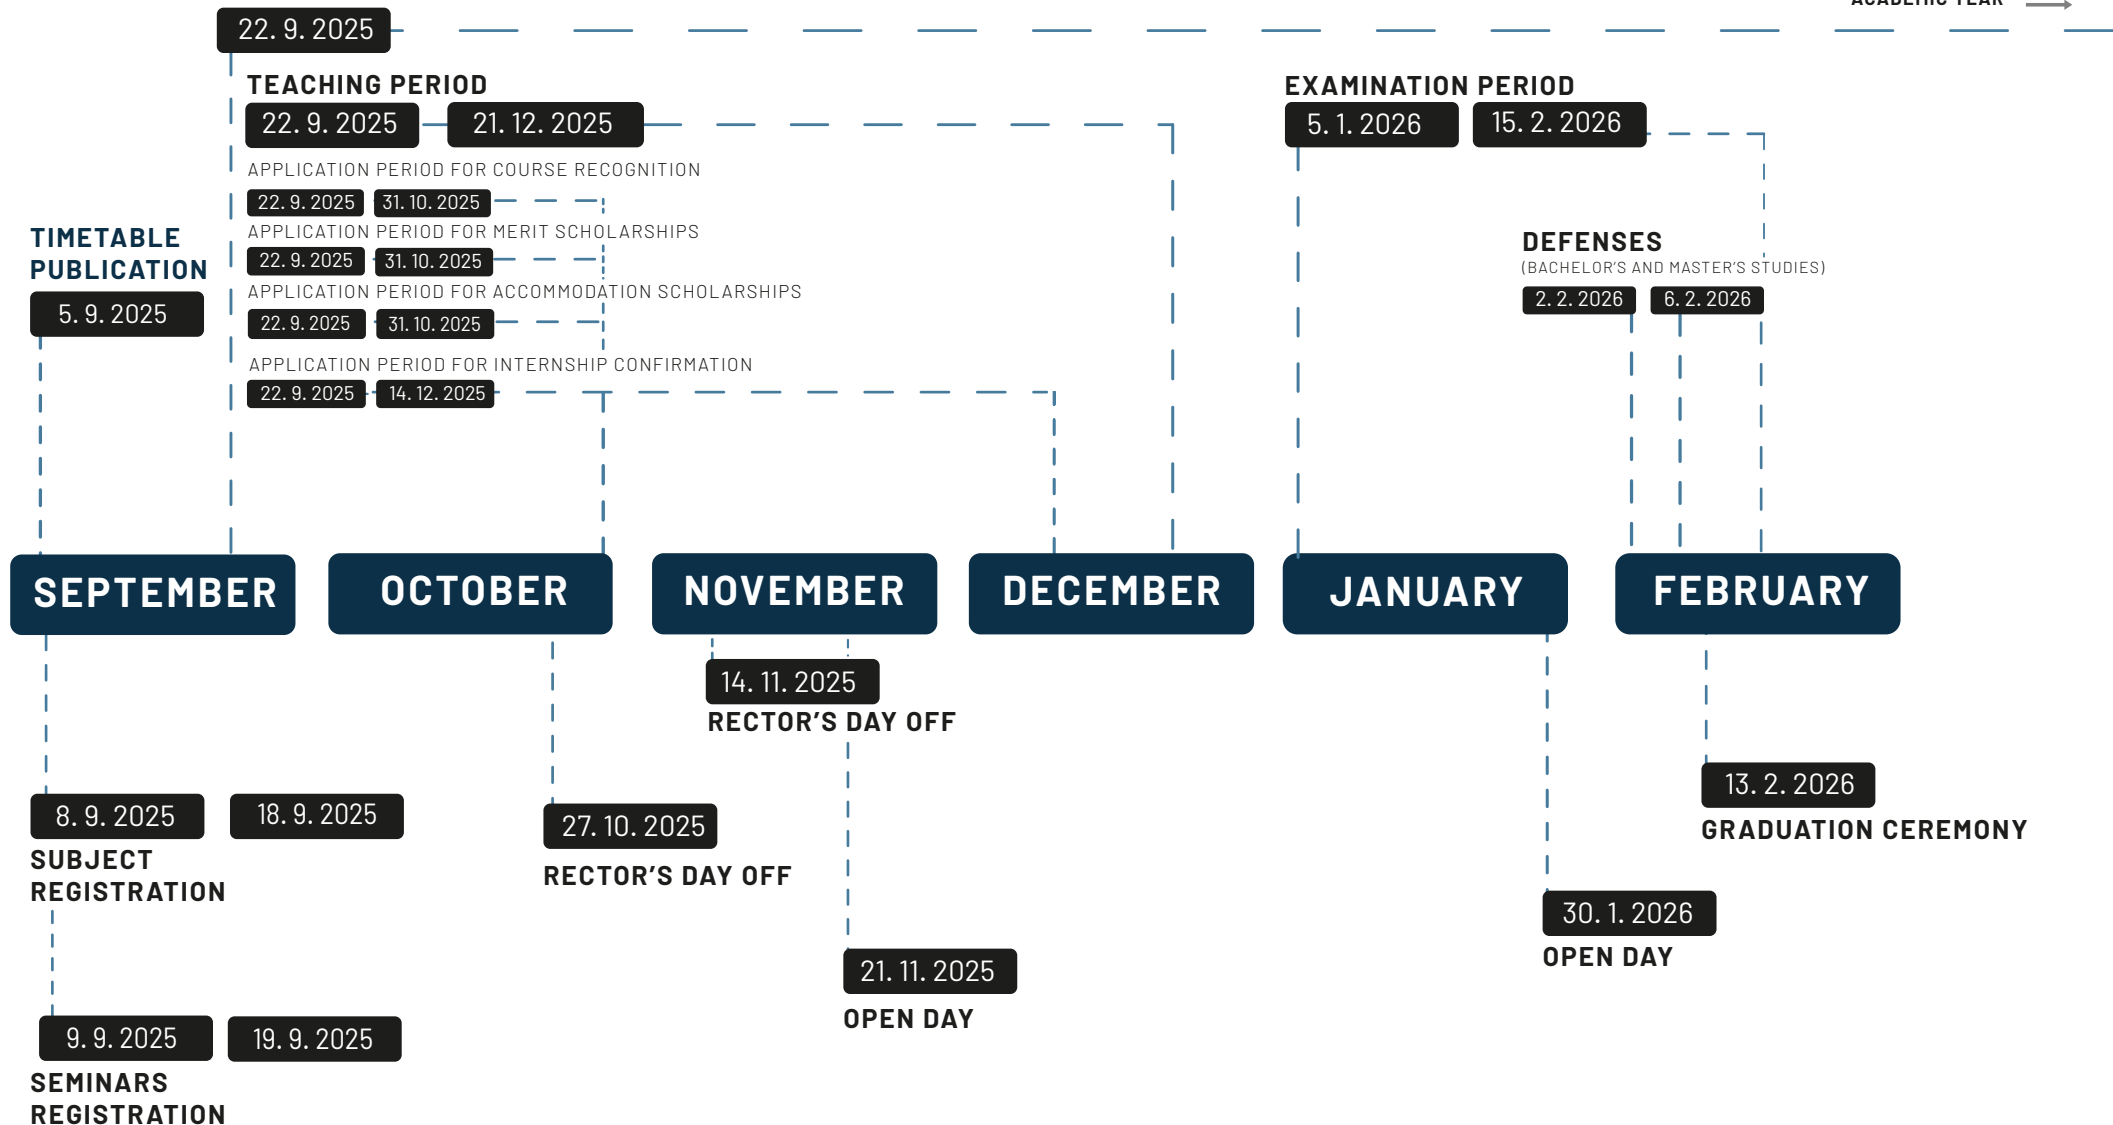 ACADEMIC YEAR
22. 9. 2025
TEACHING PERIOD
22. 9. 2025 21. 12. 2025
APPLICATION PERIOD FOR COURSE RECOGNITION
22. 9. 2025 31. 10. 2025
APPLICATION PERIOD FOR MERIT SCHOLARSHIPS
22. 9. 2025 31. 10. 2025
APPLICATION PERIOD FOR ACCOMMODATION SCHOLARSHIPS
22. 9. 2025 31. 10. 2025
APPLICATION PERIOD FOR INTERNSHIP CONFIRMATION
22. 9. 2025 14. 12. 2025
TIMETABLE
PUBLICATION
5. 9. 2025
EXAMINATION PERIOD
5. 1. 2026 15. 2. 2026
DEFENSES
(BACHELOR'S AND MASTER'S STUDIES)
2. 2. 2026 6. 2. 2026
SEPTEMBER OCTOBER NOVEMBER DECEMBER JANUARY FEBRUARY
8. 9. 2025 18. 9. 2025
SUBJECT
REGISTRATION
9. 9. 2025 19. 9. 2025
SEMINARS
REGISTRATION
27. 10. 2025
RECTOR'S DAY OFF
14. 11. 2025
RECTOR'S DAY OFF
21. 11. 2025
OPEN DAY
30. 1. 2026
OPEN DAY
13. 2. 2026
GRADUATION CEREMONY